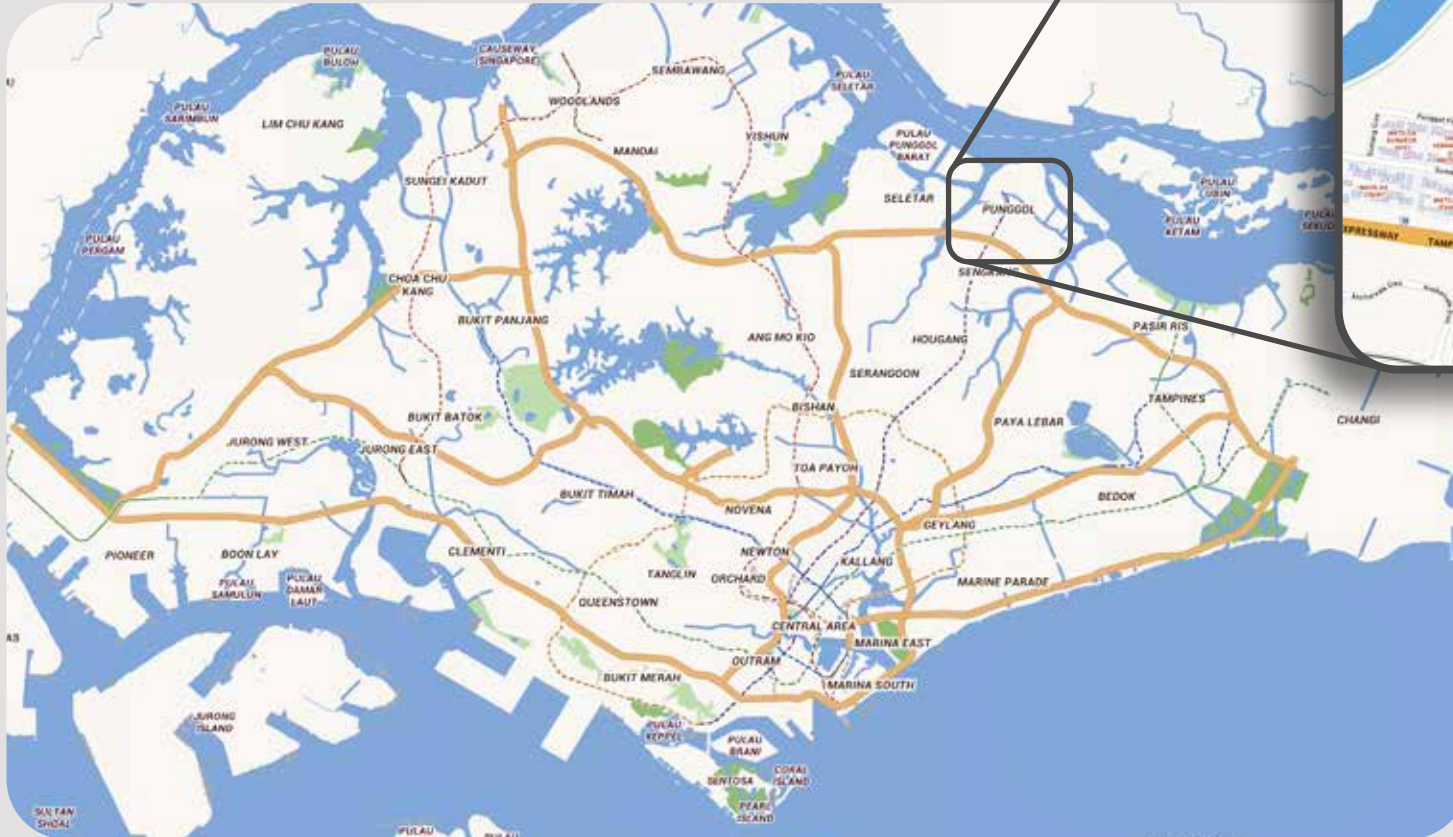 CAUSEWAY
(SINGAPORE)
PULAU
BULOH
SEMBAWANG
PULAU
SELETAR
WOODLANDS
PULAU
SARIMBUN
LIM CHU KANG
YISHUN
PULAU
PUNGGOL
BARAT
MANDAI
SUNGEI KADUT
SELETAR
PUNGGOL
PULAU
UBIN
PULAU
KETAM
PULAU
PULAU
PERGAM
EXPRESSWAY
SENGKANG
CHOA CHU
KANG
BUKIT PANJANG
ANG MO KIO
HOUGANG
PASIR RIS
SERANGOON
TAMPINES
BISHAN
BUKIT BATOK
PAYA LEBAR
CHANGI
JURONG WEST
JURONG EAST
TOA PAYOH
BUKIT TIMAH
BEDOK
NOVENA
GEYLANG
PIONEER
BOON LAY
CLEMENTI
NEWTON
KALLANG
TANGLIN
ORCHARD
MARINE PARADE
PULAU
SAMULUN
PULAU
DAMAR
LAUT
QUEENSTOWN
CENTRAL AREA
MARINA EAST
OUTRAM
BUKIT MERAH
MARINA SOUTH
JURONG
ISLAND
PULAU
KEPPEL
PULAU
BRANI
SENTOSA
CORAL
ISLAND
PEARL
ISLAND
SULTAN
SHOAL
PULAU